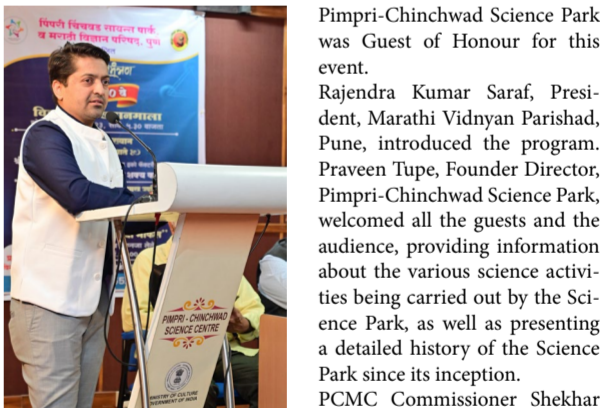 पिंपरी चिंचवड सायन्स पार्क
व मराठी विज्ञान परिषद, पुणे
PIMPRI - CHINCHWAD
SCIENCE CENTRE
MINISTRY OF CULTURE
GOVERNMENT OF INDIA
Pimpri-Chinchwad Science Park
was Guest of Honour for this
event.
Rajendra Kumar Saraf, Presi-
dent, Marathi Vidnyan Parishad,
Pune, introduced the program.
Praveen Tupe, Founder Director,
Pimpri-Chinchwad Science Park,
welcomed all the guests and the
audience, providing information
about the various science activi-
ties being carried out by the Sci-
ence Park, as well as presenting
a detailed history of the Science
Park since its inception.
PCMC Commissioner Shekhar